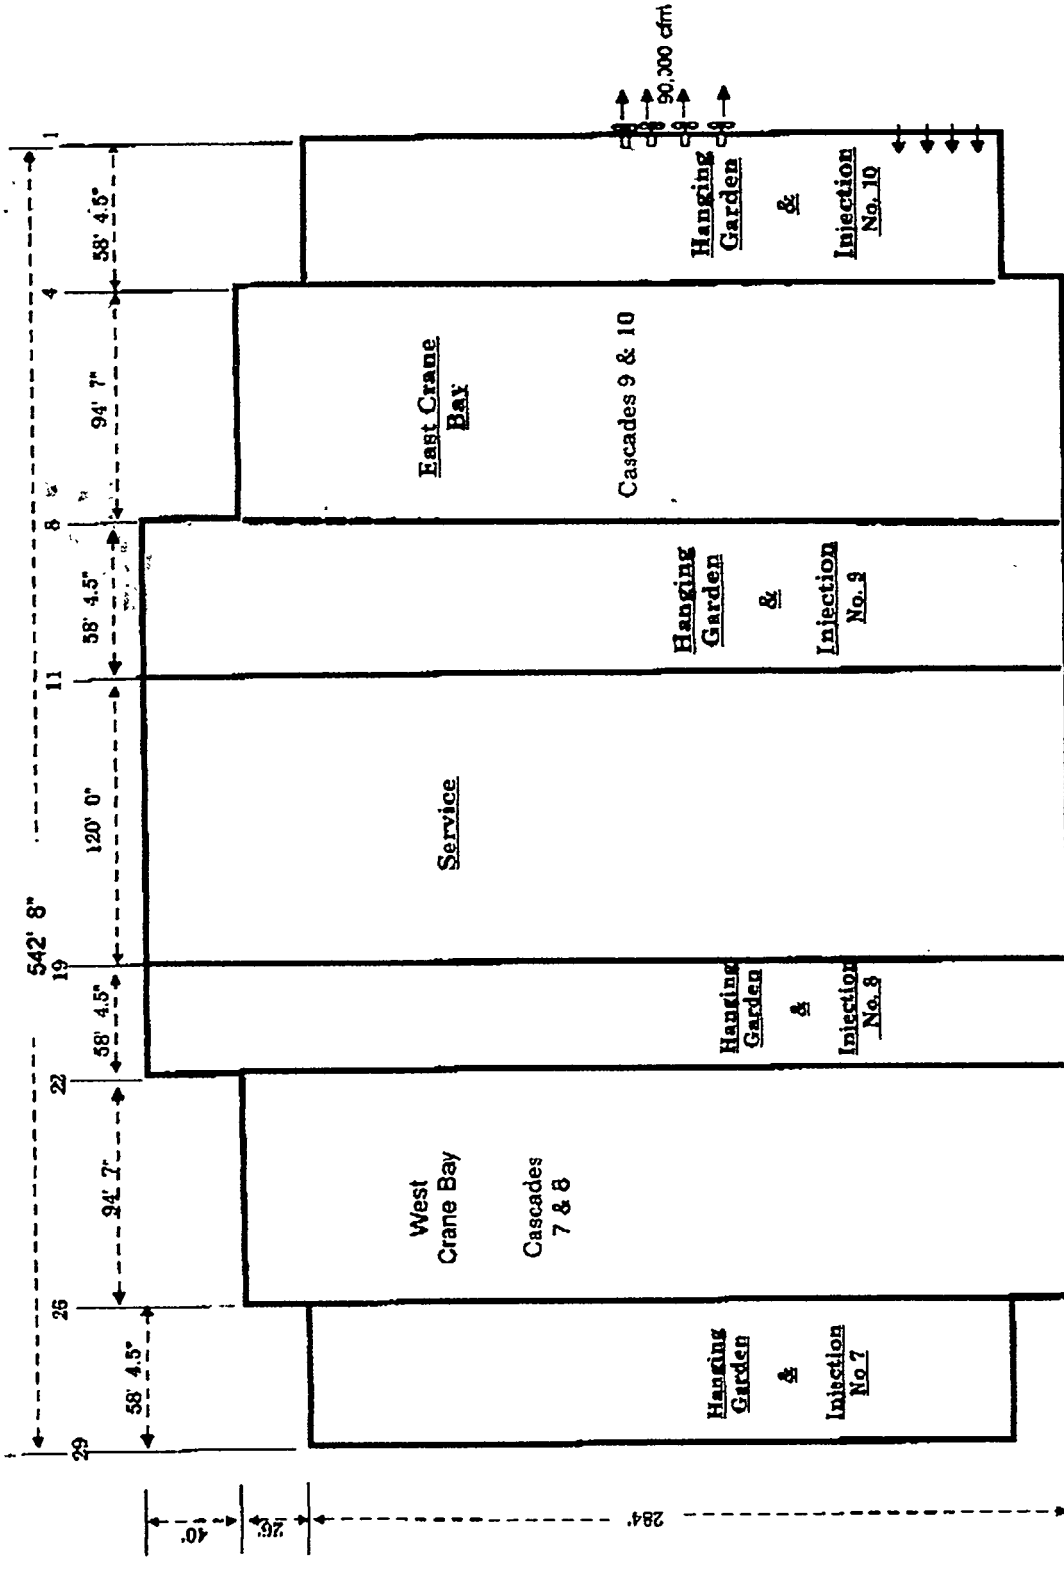 542' 8"
29
26
22
19
11
8
4
1
58' 4.5"
94' 7"
58' 4.5"
120' 0"
58' 4.5"
94' 7"
58' 4.5"
40'
26'
284'
Hanging
Garden
&
Injection
No 7
West
Crane Bay
Cascades
7 & 8
Hanging
Garden
&
Injection
No. 8
Service
Hanging
Garden
&
Injection
No. 9
East Crane
Bay
Cascades 9 & 10
Hanging
Garden
&
Injection
No. 10
90,000 cfm